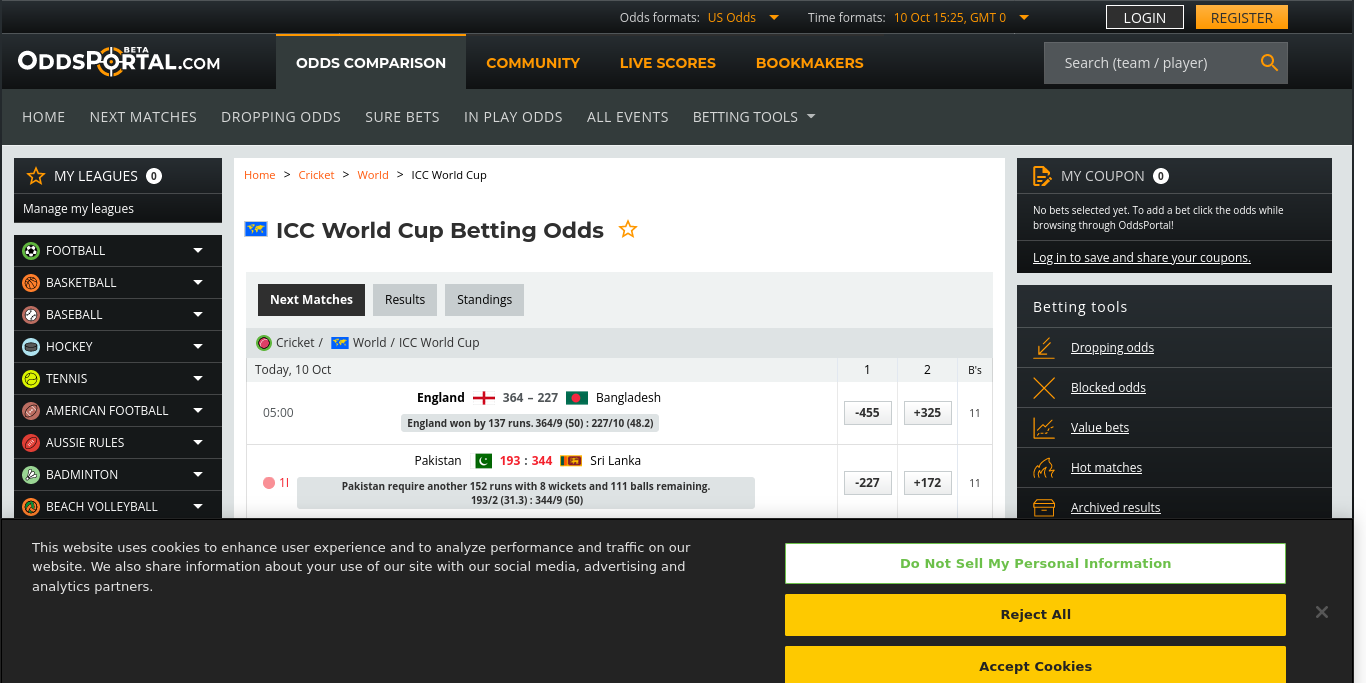 Odds formats: US Odds
Time formats: 10 Oct 15:25, GMT 0
LOGIN
REGISTER
ODDSPORTAL.COM
BETA
ODDS COMPARISON
COMMUNITY
LIVE SCORES
BOOKMAKERS
Search (team / player)
HOME
NEXT MATCHES
DROPPING ODDS
SURE BETS
IN PLAY ODDS
ALL EVENTS
BETTING TOOLS
MY LEAGUES 0
Manage my leagues
FOOTBALL
BASKETBALL
BASEBALL
HOCKEY
TENNIS
AMERICAN FOOTBALL
AUSSIE RULES
BADMINTON
BEACH VOLLEYBALL
Home > Cricket > World > ICC World Cup
ICC World Cup Betting Odds
Next Matches
Results
Standings
Cricket / World / ICC World Cup
Today, 10 Oct 1 2 B's
05:00 England 364 – 227 Bangladesh -455 +325 11
England won by 137 runs. 364/9 (50) : 227/10 (48.2)
1I Pakistan 193 : 344 Sri Lanka -227 +172 11
Pakistan require another 152 runs with 8 wickets and 111 balls remaining.
193/2 (31.3) : 344/9 (50)
MY COUPON 0
No bets selected yet. To add a bet click the odds while
browsing through OddsPortal!
Log in to save and share your coupons.
Betting tools
Dropping odds
Blocked odds
Value bets
Hot matches
Archived results
This website uses cookies to enhance user experience and to analyze performance and traffic on our
website. We also share information about your use of our site with our social media, advertising and
analytics partners.
Do Not Sell My Personal Information
Reject All
Accept Cookies